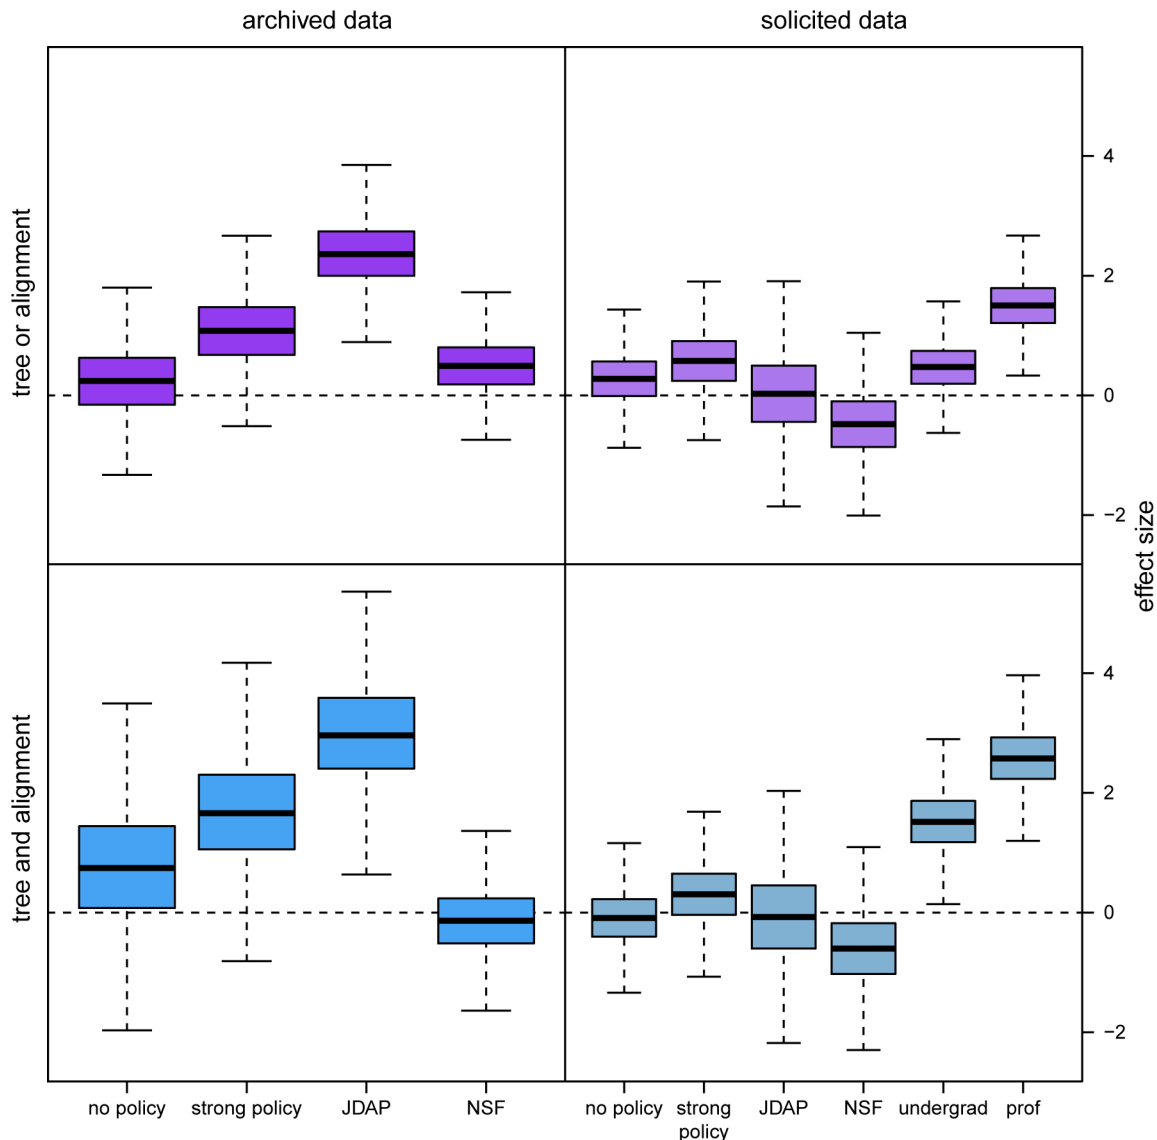 archived data
solicited data
tree or alignment
4
2
0
−2
effect size
tree and alignment
4
2
0
−2
no policy
strong policy
JDAP
NSF
no policy
strong
policy
JDAP
NSF
undergrad
prof